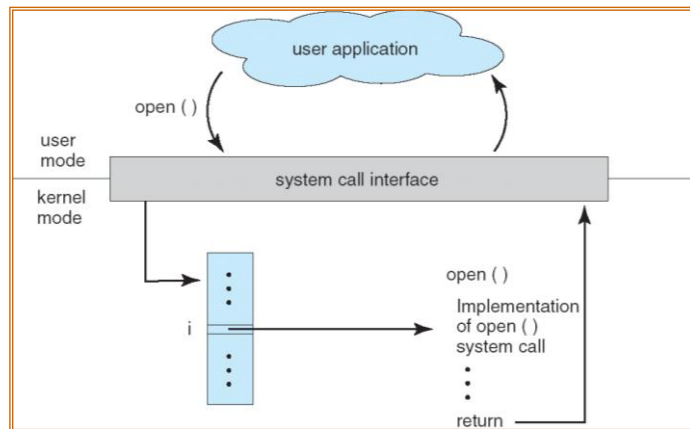 user application
open ( )
user
mode
system call interface
kernel
mode
i
open ( )
Implementation
of open ( )
system call
return